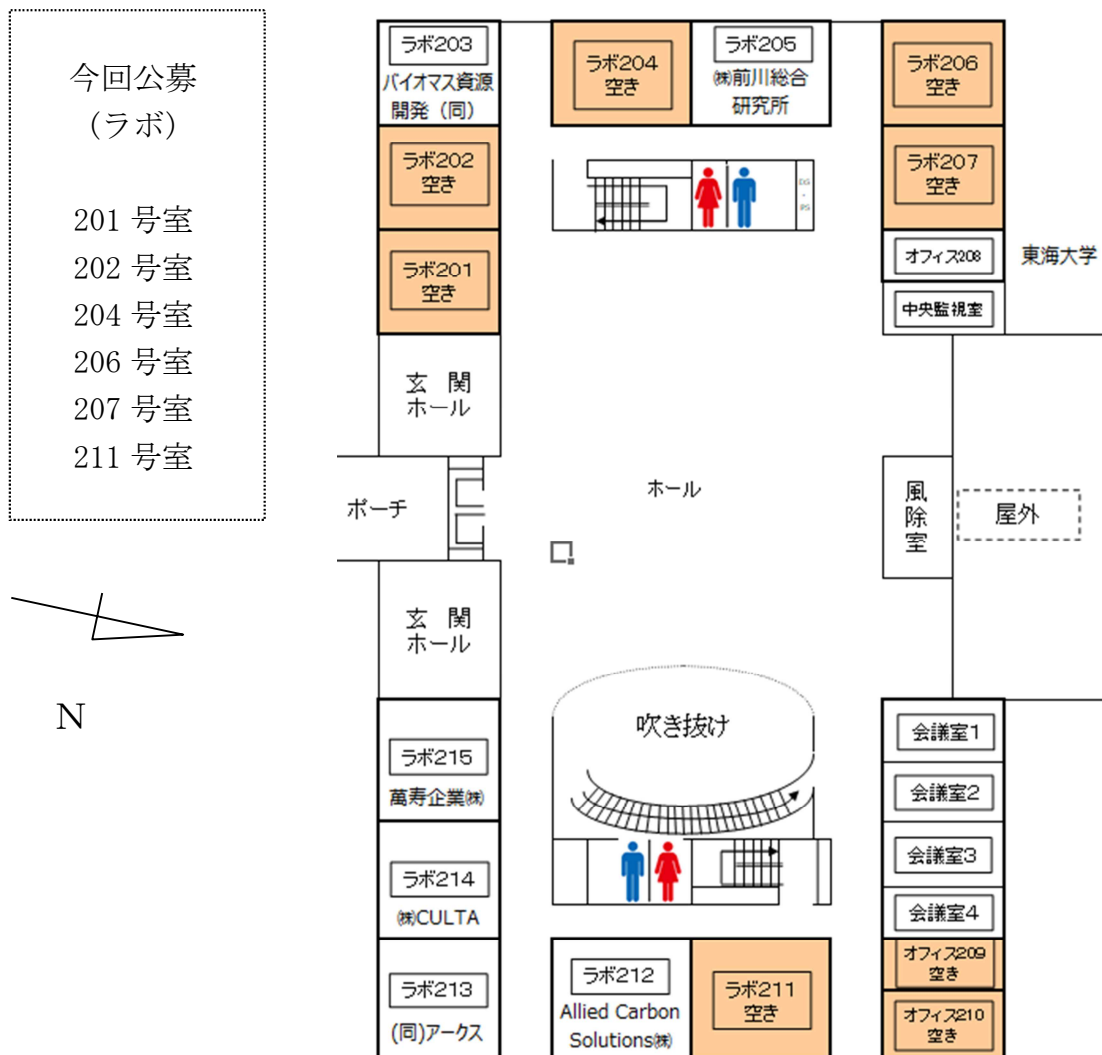 今回公募
（ラボ）
201 号室
202 号室
204 号室
206 号室
207 号室
211 号室
N
ラボ203
バイオマス資源
開発（同）
ラボ204
空き
ラボ205
㈱前川総合
研究所
ラボ206
空き
ラボ202
空き
DS
・
PS
ラボ207
空き
ラボ201
空き
オフィス208
東海大学
中央監視室
玄 関
ホール
ポーチ
ホール
風
除
室
屋外
玄 関
ホール
吹き抜け
ラボ215
萬寿企業㈱
会議室1
会議室2
会議室3
会議室4
ラボ214
㈱CULTA
ラボ213
(同)アークス
ラボ212
Allied Carbon
Solutions㈱
ラボ211
空き
オフィス209
空き
オフィス210
空き